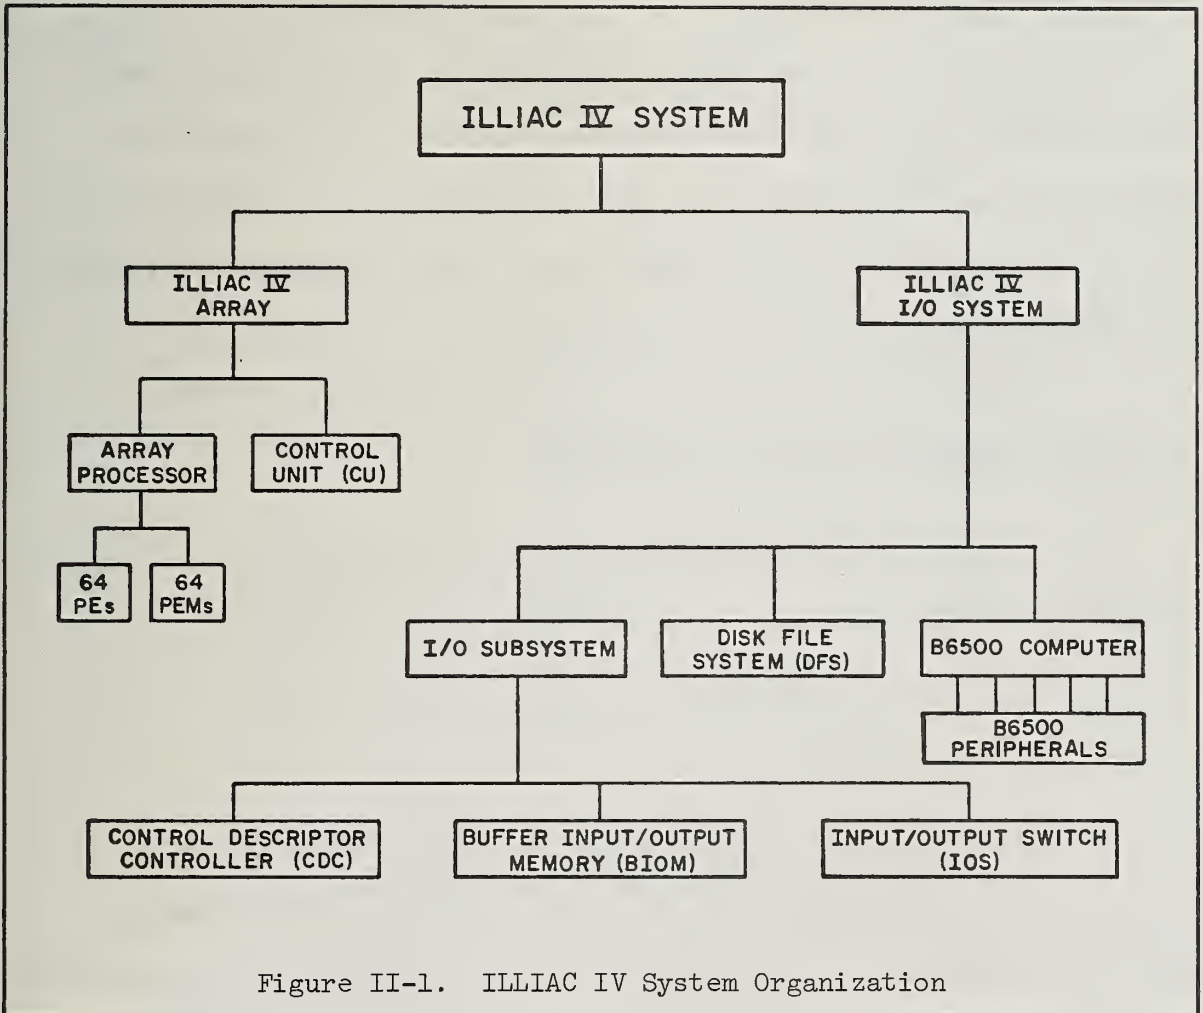 ILLIAC IV SYSTEM
ILLIAC IV
ARRAY
ILLIAC IV
I/O SYSTEM
ARRAY
PROCESSOR
CONTROL
UNIT (CU)
64
PEs
64
PEMs
I/O SUBSYSTEM
DISK FILE
SYSTEM (DFS)
B6500 COMPUTER
B6500
PERIPHERALS
CONTROL DESCRIPTOR
CONTROLLER (CDC)
BUFFER INPUT/OUTPUT
MEMORY (BIOM)
INPUT/OUTPUT SWITCH
(IOS)
Figure II-1. ILLIAC IV System Organization